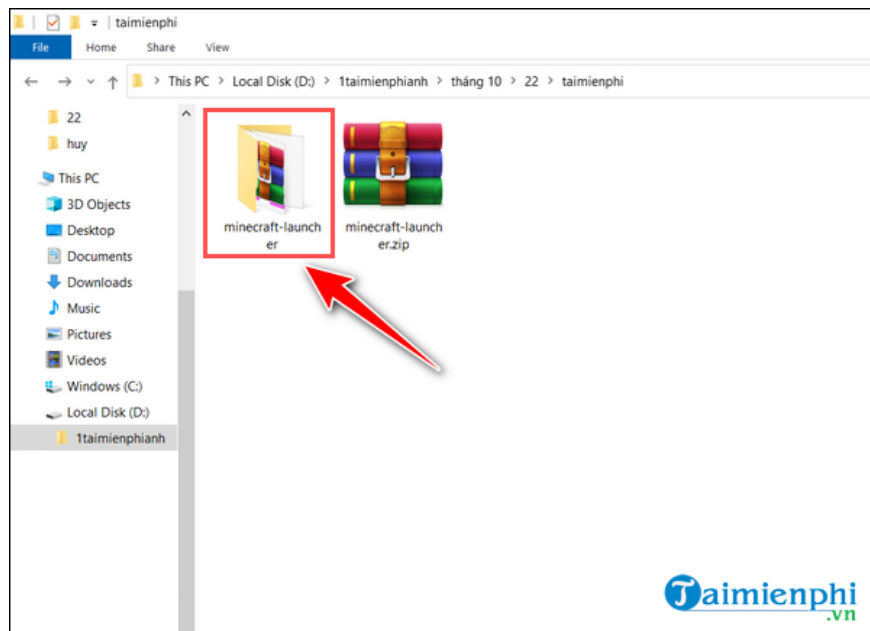 taimienphi
File Home Share View
This PC > Local Disk (D:) > 1taimienphianh > tháng 10 > 22 > taimienphi
22
huy
This PC
3D Objects
Desktop
Documents
Downloads
Music
Pictures
Videos
Windows (C:)
Local Disk (D:)
1taimienphianh
minecraft-launch
er
minecraft-launch
er.zip
Taimienphi
.vn